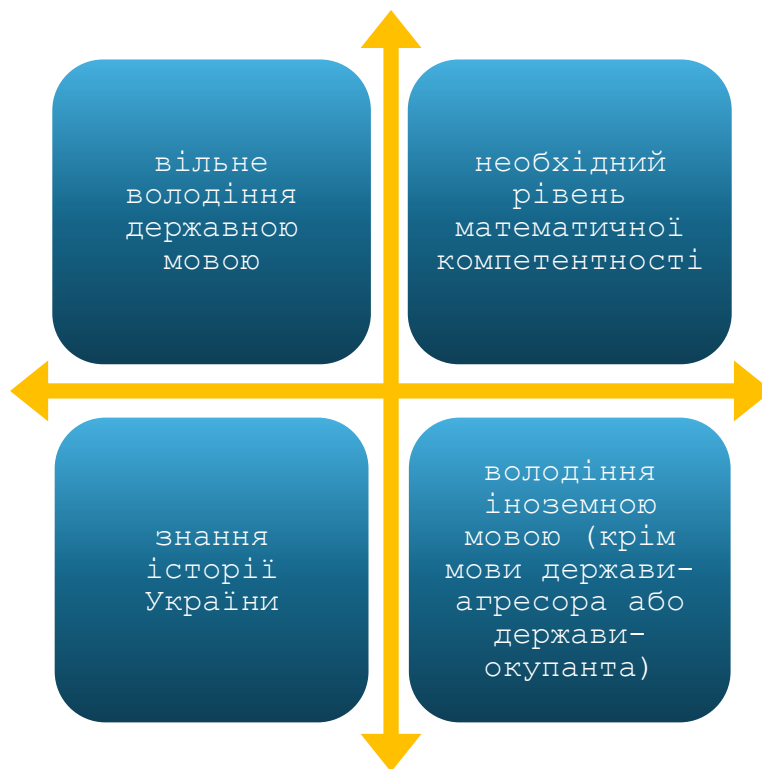 вільне
володіння
державною
мовою
необхідний
рівень
математичної
компетентності
знання
історії
України
володіння
іноземною
мовою (крім
мови держави-
агресора або
держави-
окупанта)